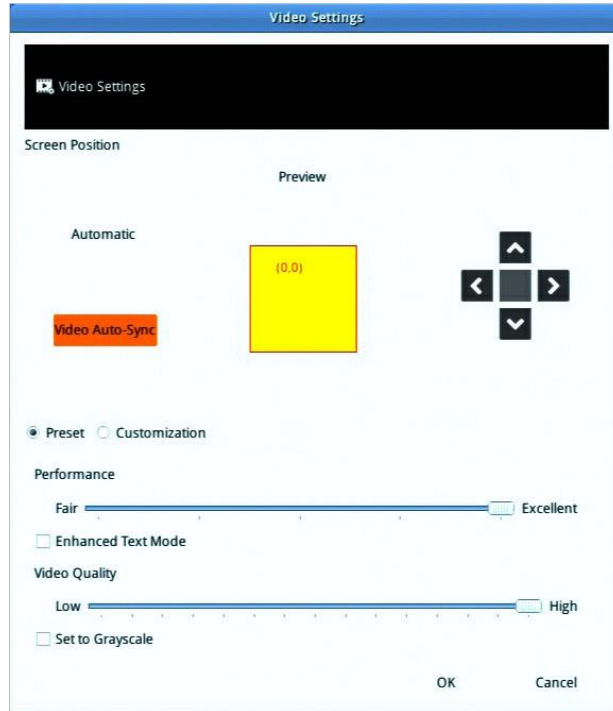 Video Settings
Video Settings
Screen Position
Preview
Automatic
(0,0)
Video Auto-Sync
Preset Customization
Performance
Fair Excellent
Enhanced Text Mode
Video Quality
Low High
Set to Grayscale
OK Cancel